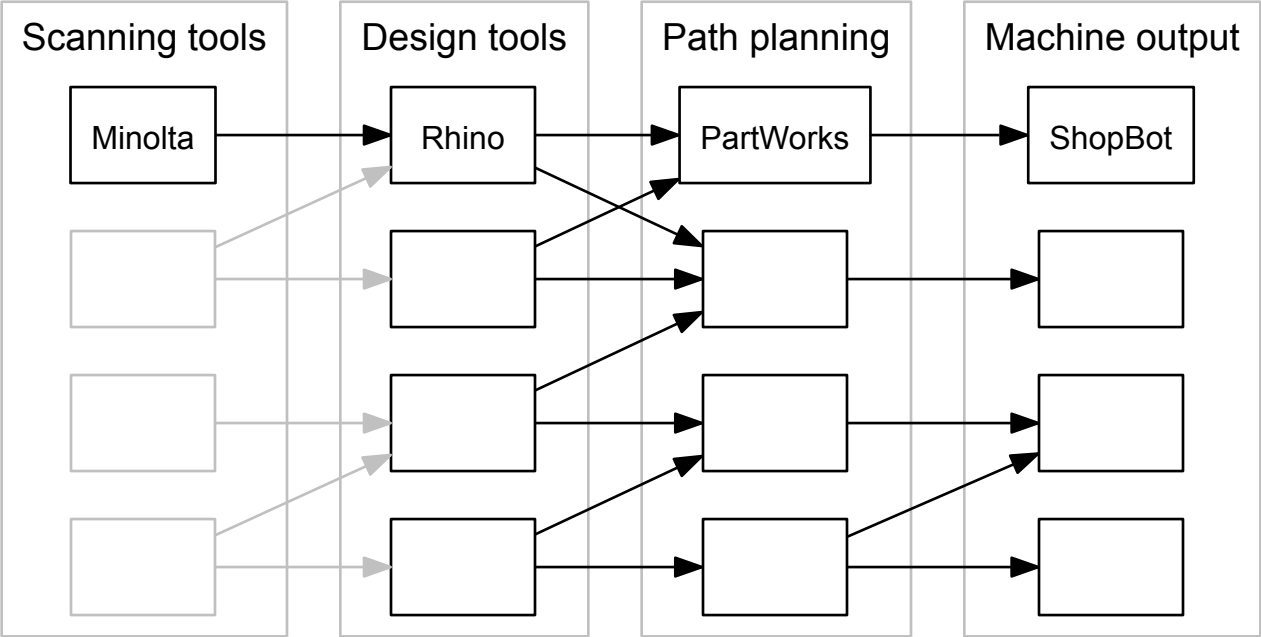 Scanning tools
Design tools
Path planning
Machine output
Minolta
Rhino
PartWorks
ShopBot